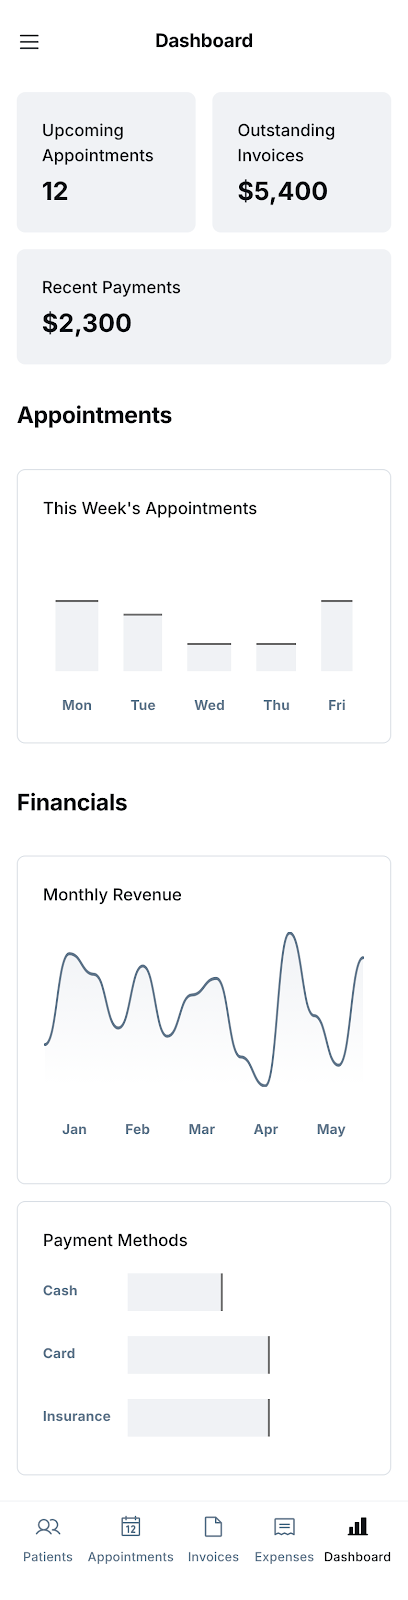 Dashboard
Upcoming
Appointments
12
Outstanding
Invoices
$5,400
Recent Payments
$2,300
Appointments
This Week's Appointments
Mon Tue Wed Thu Fri
Financials
Monthly Revenue
Jan Feb Mar Apr May
Payment Methods
Cash
Card
Insurance
12
Patients Appointments Invoices Expenses Dashboard